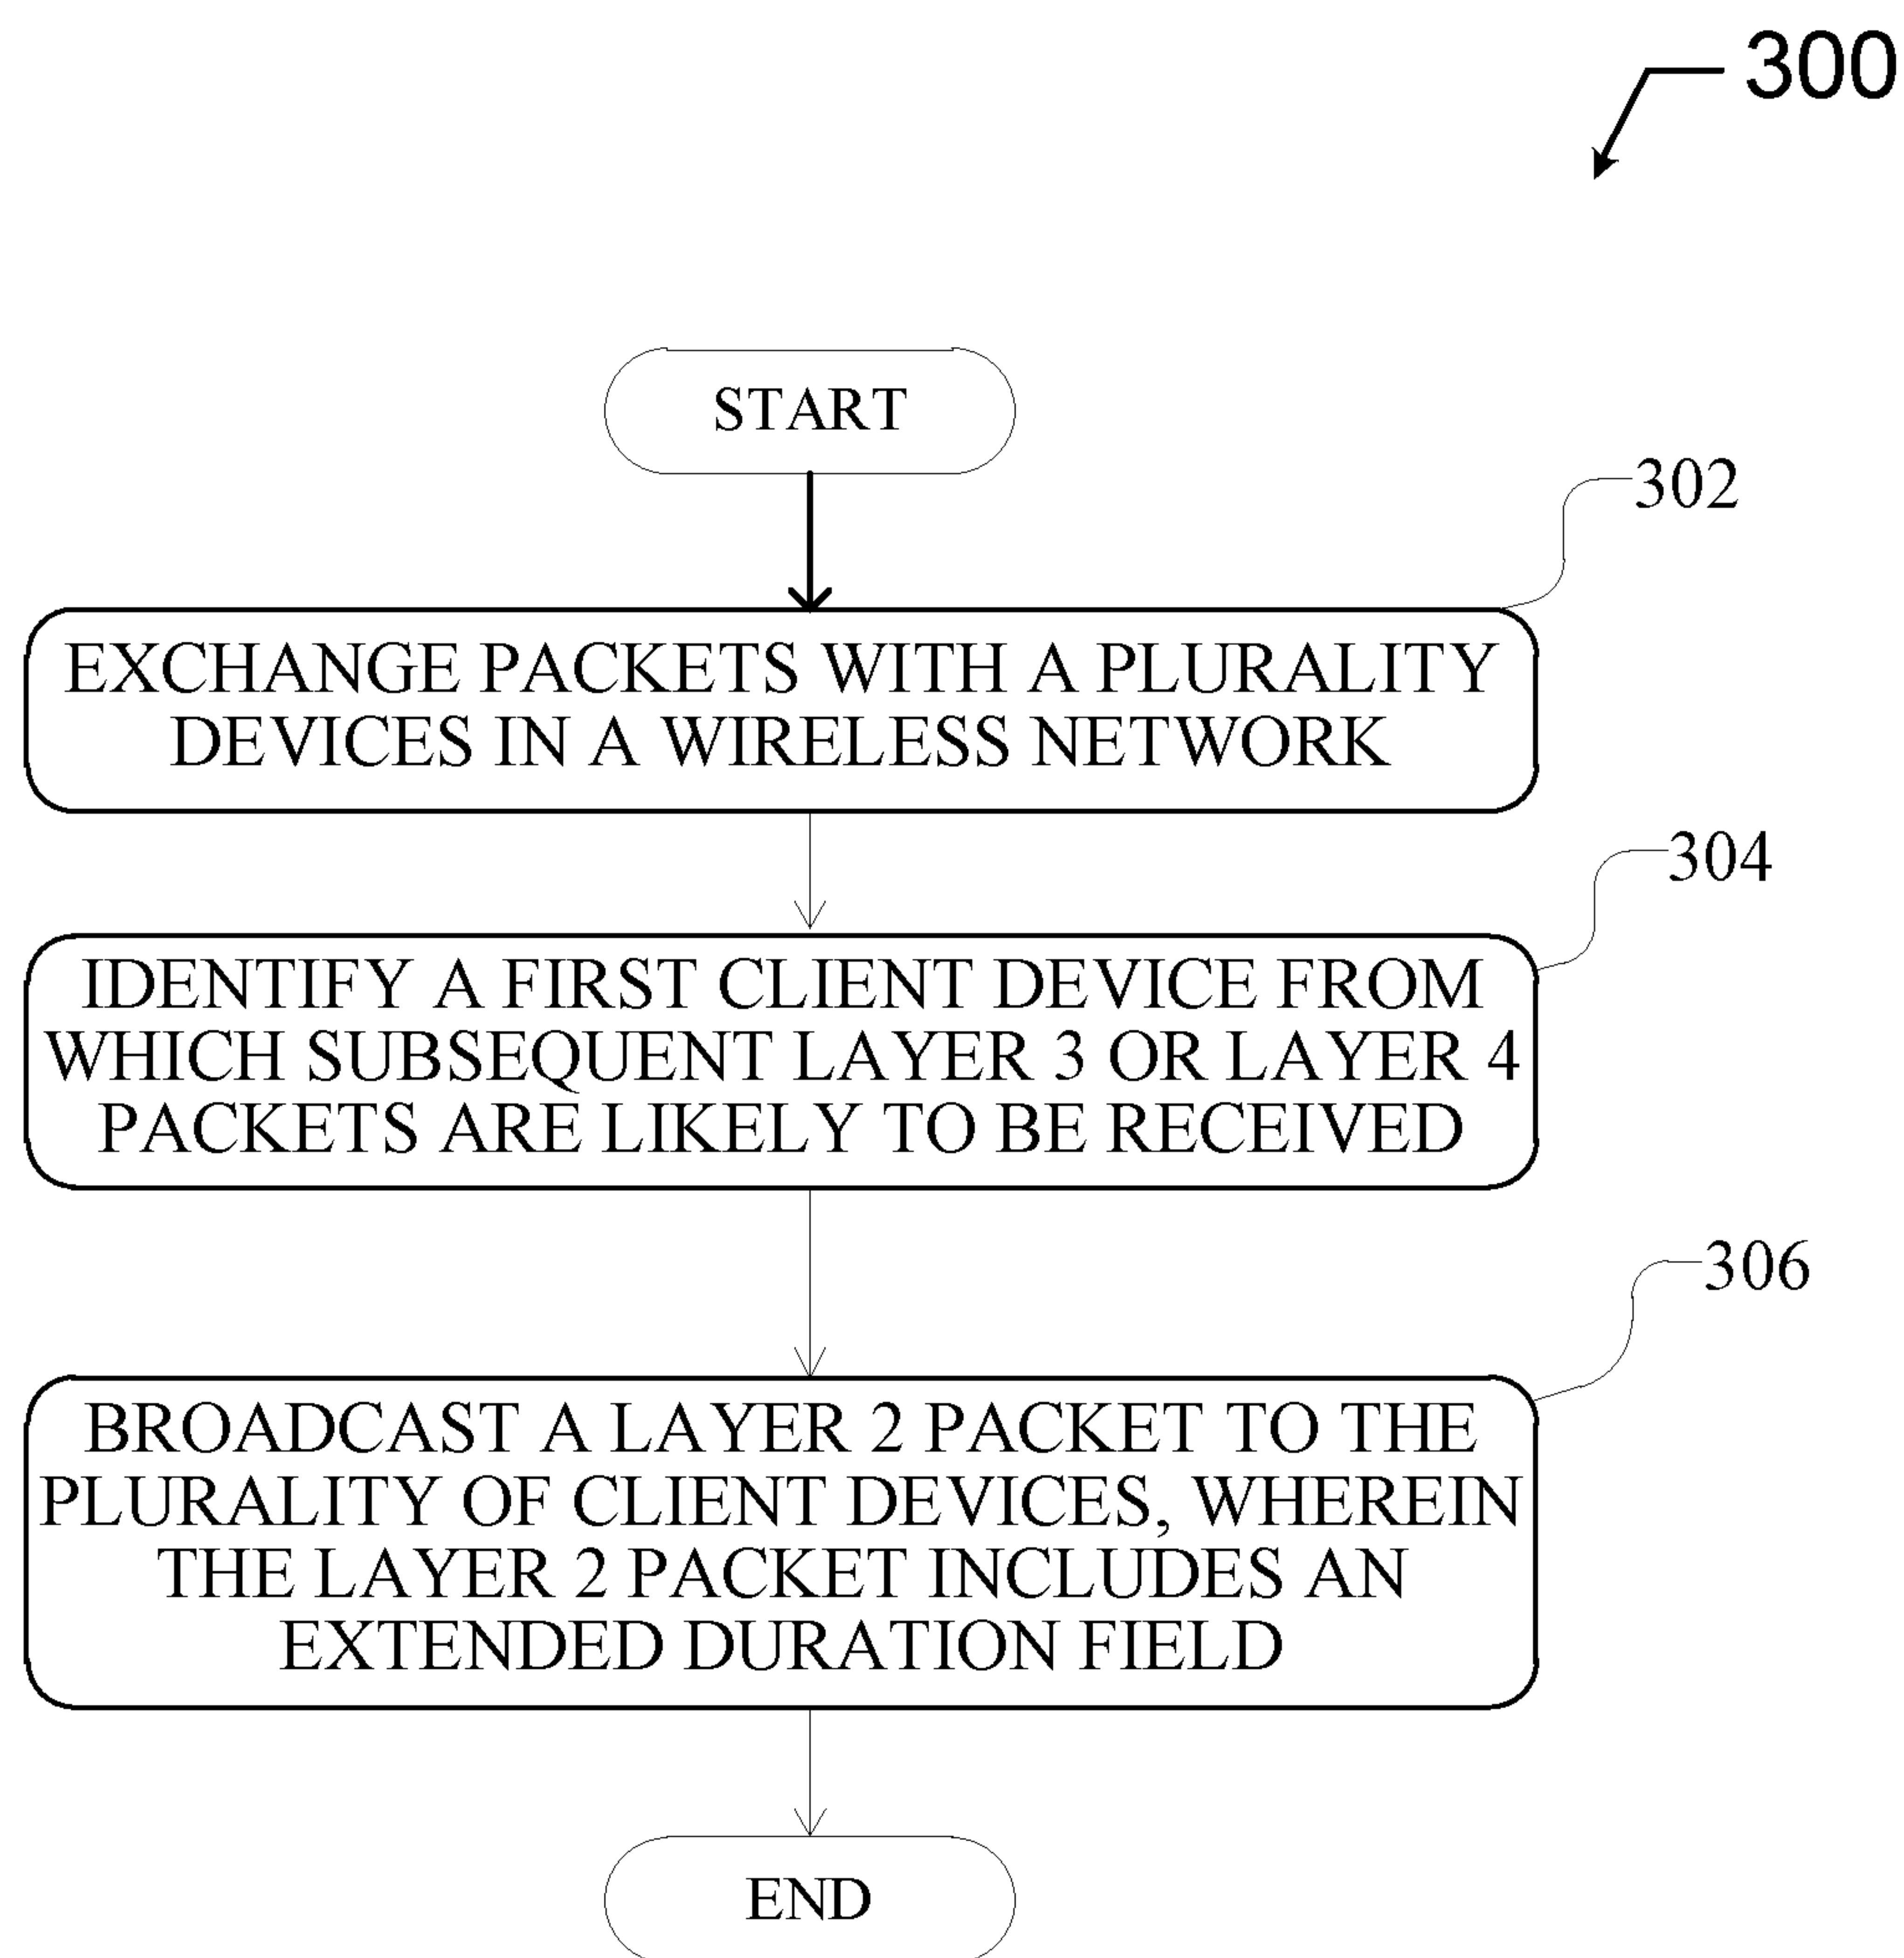 300
START
302
EXCHANGE PACKETS WITH A PLURALITY
DEVICES IN A WIRELESS NETWORK
304
IDENTIFY A FIRST CLIENT DEVICE FROM
WHICH SUBSEQUENT LAYER 3 OR LAYER 4
PACKETS ARE LIKELY TO BE RECEIVED
306
BROADCAST A LAYER 2 PACKET TO THE
PLURALITY OF CLIENT DEVICES, WHEREIN
THE LAYER 2 PACKET INCLUDES AN
EXTENDED DURATION FIELD
END